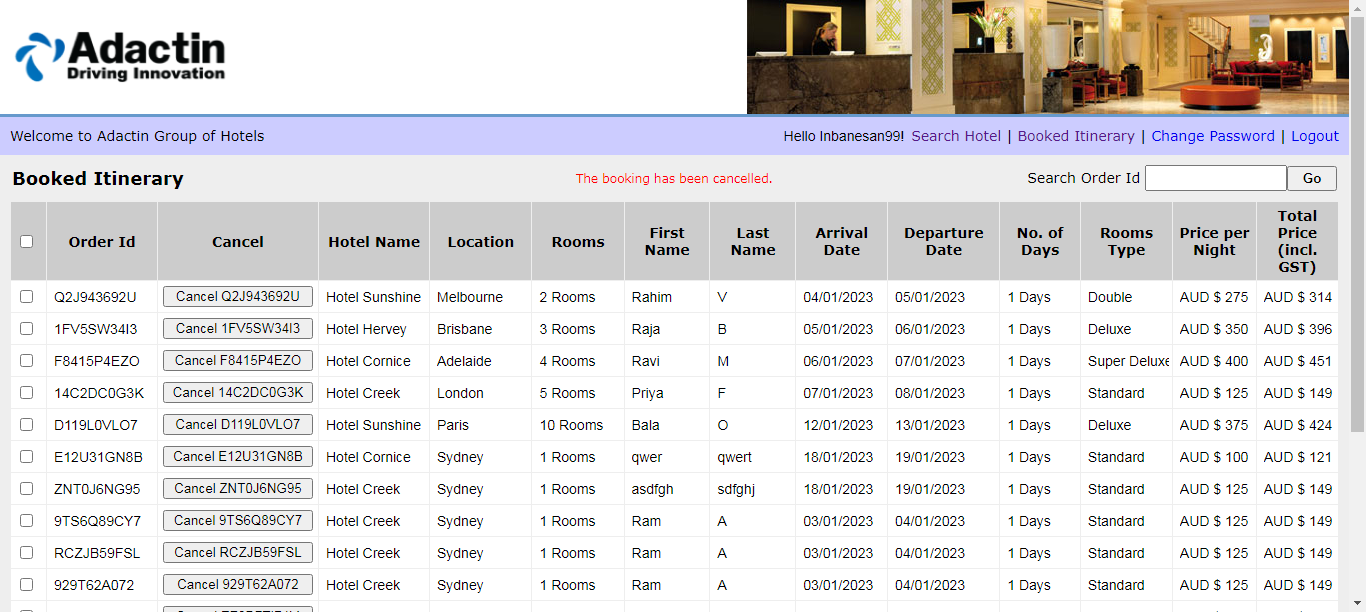 Adactin
Driving Innovation
Welcome to Adactin Group of Hotels Hello Inbanesan99! Search Hotel | Booked Itinerary | Change Password | Logout
Booked Itinerary The booking has been cancelled. Search Order Id Go
Order Id Cancel Hotel Name Location Rooms First Name Last Name Arrival Date Departure Date No. of Days Rooms Type Price per Night Total Price (incl. GST)
Q2J943692U Cancel Q2J943692U Hotel Sunshine Melbourne 2 Rooms Rahim V 04/01/2023 05/01/2023 1 Days Double AUD $ 275 AUD $ 314
1FV5SW34I3 Cancel 1FV5SW34I3 Hotel Hervey Brisbane 3 Rooms Raja B 05/01/2023 06/01/2023 1 Days Deluxe AUD $ 350 AUD $ 396
F8415P4EZO Cancel F8415P4EZO Hotel Cornice Adelaide 4 Rooms Ravi M 06/01/2023 07/01/2023 1 Days Super Deluxe AUD $ 400 AUD $ 451
14C2DC0G3K Cancel 14C2DC0G3K Hotel Creek London 5 Rooms Priya F 07/01/2023 08/01/2023 1 Days Standard AUD $ 125 AUD $ 149
D119L0VLO7 Cancel D119L0VLO7 Hotel Sunshine Paris 10 Rooms Bala O 12/01/2023 13/01/2023 1 Days Deluxe AUD $ 375 AUD $ 424
E12U31GN8B Cancel E12U31GN8B Hotel Cornice Sydney 1 Rooms qwer qwert 18/01/2023 19/01/2023 1 Days Standard AUD $ 100 AUD $ 121
ZNT0J6NG95 Cancel ZNT0J6NG95 Hotel Creek Sydney 1 Rooms asdfgh sdfghj 18/01/2023 19/01/2023 1 Days Standard AUD $ 125 AUD $ 149
9TS6Q89CY7 Cancel 9TS6Q89CY7 Hotel Creek Sydney 1 Rooms Ram A 03/01/2023 04/01/2023 1 Days Standard AUD $ 125 AUD $ 149
RCZJB59FSL Cancel RCZJB59FSL Hotel Creek Sydney 1 Rooms Ram A 03/01/2023 04/01/2023 1 Days Standard AUD $ 125 AUD $ 149
929T62A072 Cancel 929T62A072 Hotel Creek Sydney 1 Rooms Ram A 03/01/2023 04/01/2023 1 Days Standard AUD $ 125 AUD $ 149